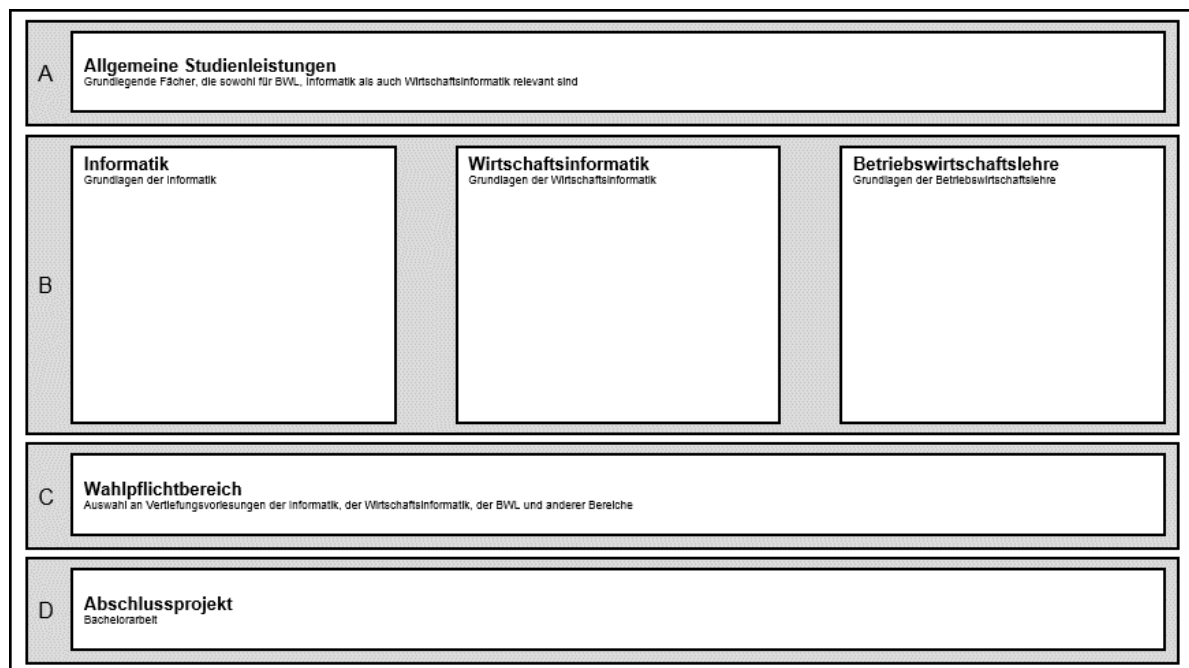 A
Allgemeine Studienleistungen
Grundlegende Fächer, die sowohl für BWL, Informatik als auch Wirtschaftsinformatik relevant sind
B
Informatik
Grundlagen der Informatik
Wirtschaftsinformatik
Grundlagen der Wirtschaftsinformatik
Betriebswirtschaftslehre
Grundlagen der Betriebswirtschaftslehre
C
Wahlpflichtbereich
Auswahl an Vertiefungsvorlesungen der Informatik, der Wirtschaftsinformatik, der BWL und anderer Bereiche
D
Abschlussprojekt
Bachelorarbeit